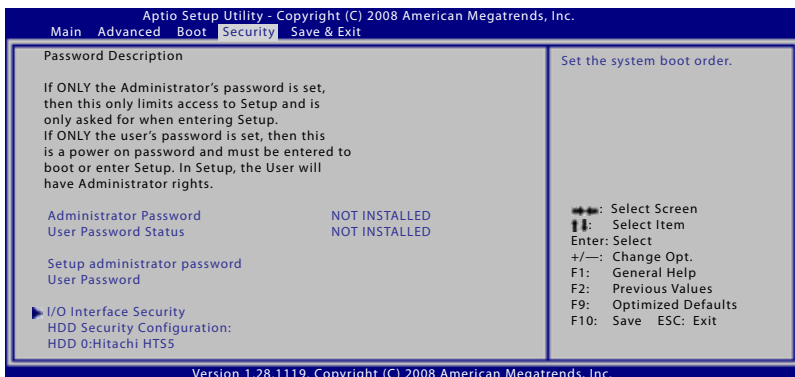 Aptio Setup Utility - Copyright (C) 2008 American Megatrends, Inc.
Main Advanced Boot Security Save & Exit
Password Description
If ONLY the Administrator's password is set,
then this only limits access to Setup and is
only asked for when entering Setup.
If ONLY the user's password is set, then this
is a power on password and must be entered to
boot or enter Setup. In Setup, the User will
have Administrator rights.
Administrator Password NOT INSTALLED
User Password Status NOT INSTALLED
Setup administrator password
User Password
I/O Interface Security
HDD Security Configuration:
HDD 0:Hitachi HTS5
Set the system boot order.
: Select Screen
: Select Item
Enter: Select
+/—: Change Opt.
F1: General Help
F2: Previous Values
F9: Optimized Defaults
F10: Save ESC: Exit
Version 1.28.1119. Copyright (C) 2008 American Megatrends, Inc.